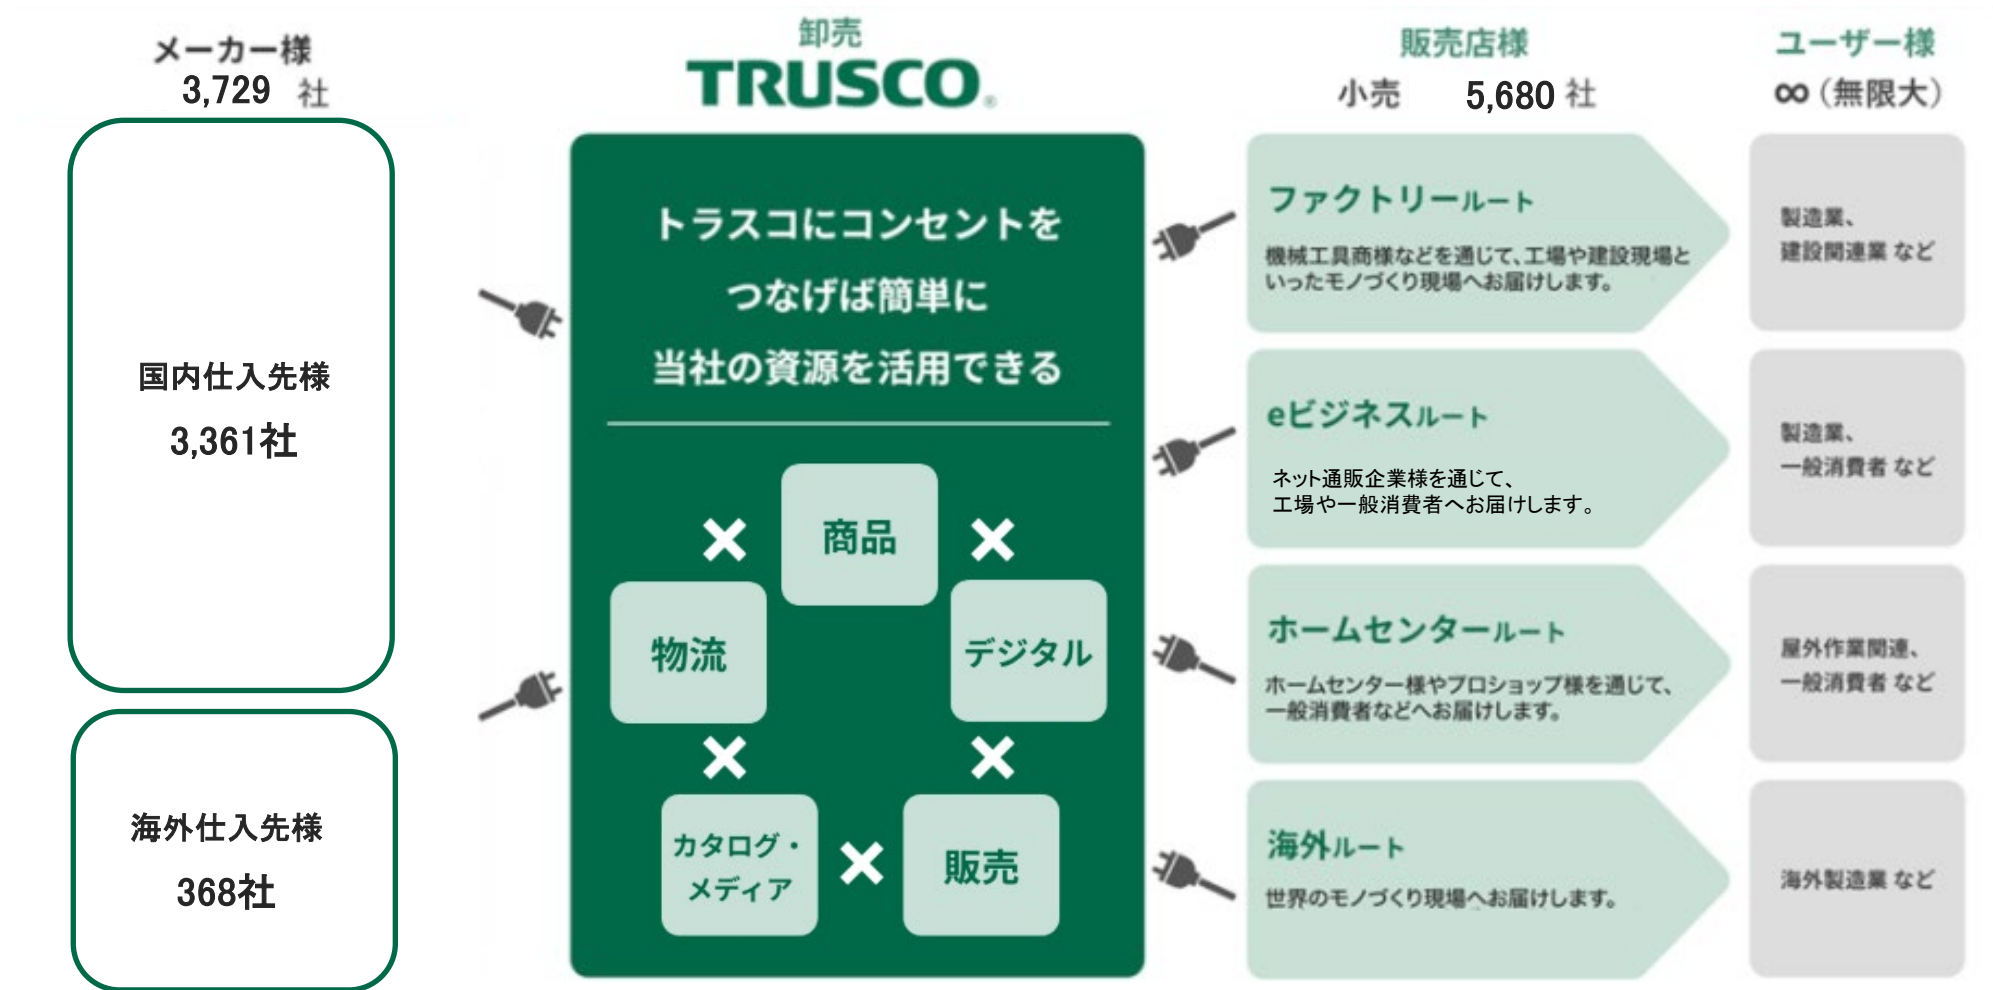 メーカー様
3,729 社
国内仕入先様
3,361社
海外仕入先様
368社
卸売
TRUSCO®
トラスコにコンセントを
つなげば簡単に
当社の資源を活用できる
商品
物流
デジタル
カタログ・
メディア
販売
販売店様
小売 5,680 社
ファクトリールート
機械工具商様などを通じて、工場や建設現場と
いったモノづくり現場へお届けします。
eビジネスルート
ネット通販企業様を通じて、
工場や一般消費者へお届けします。
ホームセンタールート
ホームセンター様やプロショップ様を通じて、
一般消費者などへお届けします。
海外ルート
世界のモノづくり現場へお届けします。
ユーザー様
∞（無限大）
製造業、
建設関連業 など
製造業、
一般消費者 など
屋外作業関連、
一般消費者 など
海外製造業 など